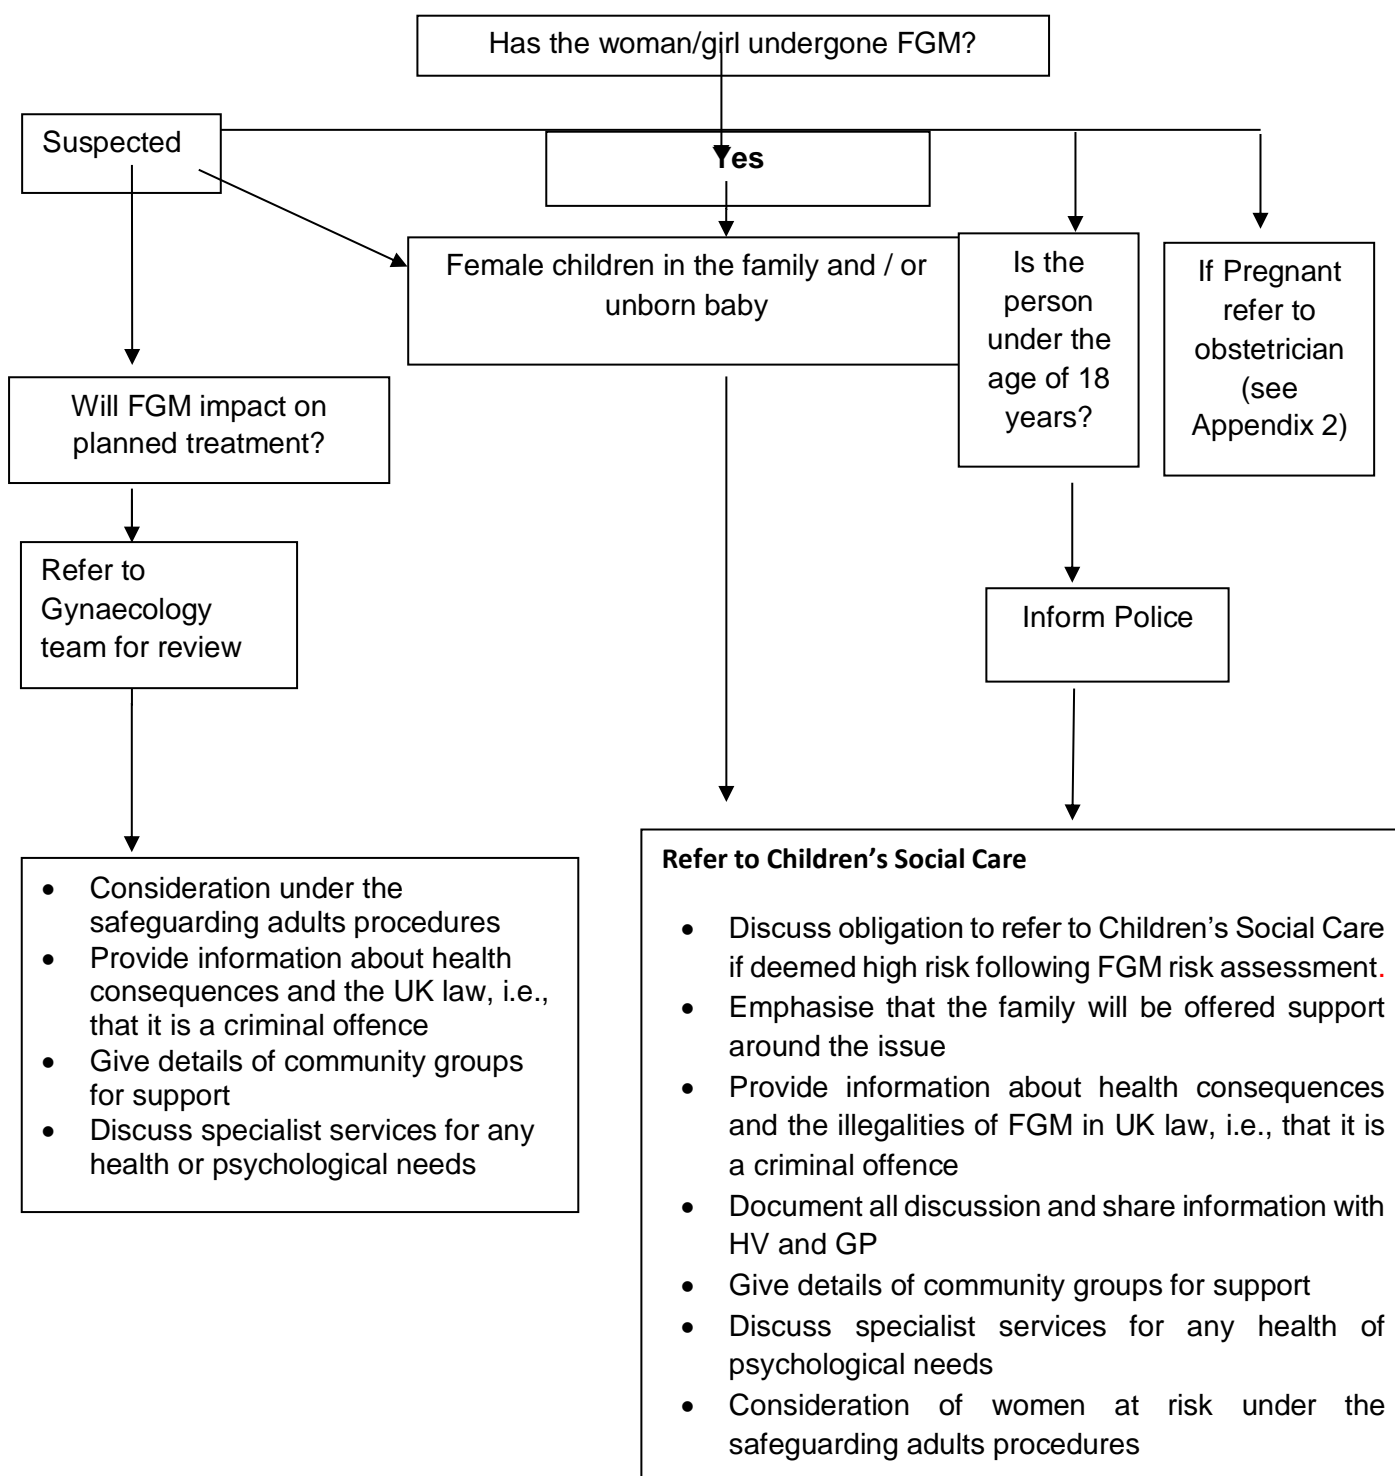 Has the woman/girl undergone FGM?
Suspected
Yes
Female children in the family and / or
unborn baby
Is the
person
under the
age of 18
years?
If Pregnant
refer to
obstetrician
(see
Appendix 2)
Will FGM impact on
planned treatment?
Refer to
Gynaecology
team for review
Inform Police
• Consideration under the
safeguarding adults procedures
• Provide information about health
consequences and the UK law, i.e.,
that it is a criminal offence
• Give details of community groups
for support
• Discuss specialist services for any
health or psychological needs
Refer to Children's Social Care
• Discuss obligation to refer to Children's Social Care
if deemed high risk following FGM risk assessment.
• Emphasise that the family will be offered support
around the issue
• Provide information about health consequences
and the illegalities of FGM in UK law, i.e., that it is
a criminal offence
• Document all discussion and share information with
HV and GP
• Give details of community groups for support
• Discuss specialist services for any health of
psychological needs
• Consideration of women at risk under the
safeguarding adults procedures